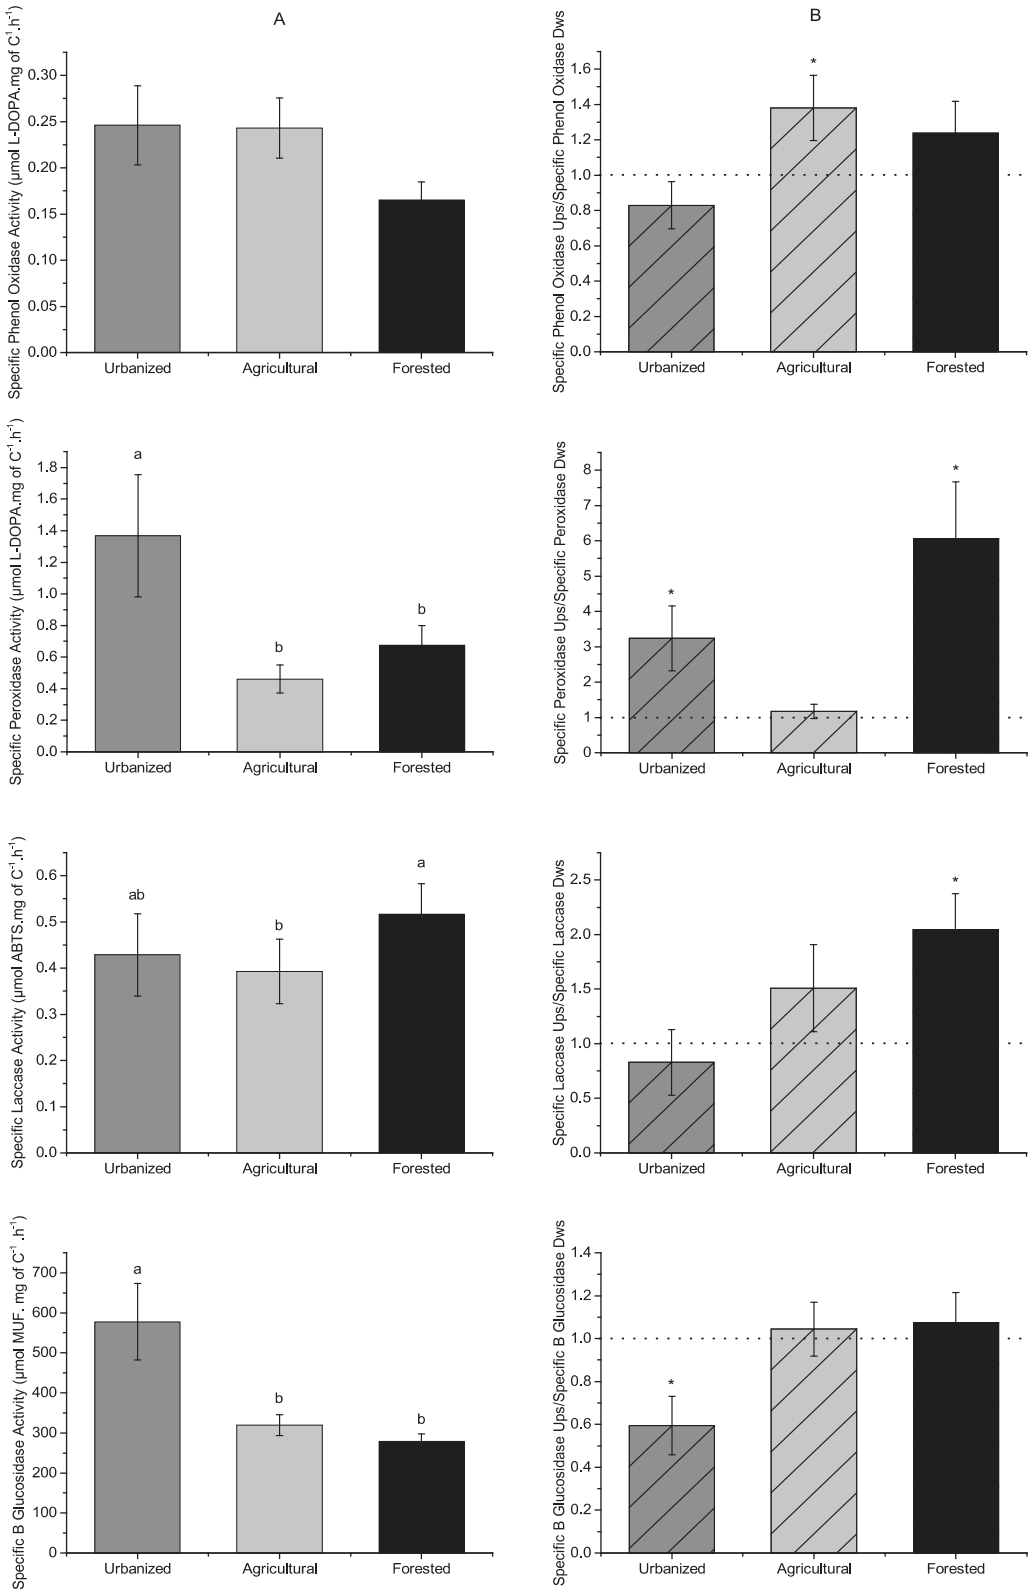 A
Specific Phenol Oxidase Activity (µmol L-DOPA.mg of C⁻¹.h⁻¹)
0.30
0.25
0.20
0.15
0.10
0.05
0.00
Urbanized Agricultural Forested
B
Specific Phenol Oxidase Ups/Specific Phenol Oxidase Dws
1.6
*
1.4
1.2
1.0
0.8
0.6
0.4
0.2
0.0
Urbanized Agricultural Forested
Specific Peroxidase Activity (µmol L-DOPA.mg of C⁻¹.h⁻¹)
1.8
1.6
1.4
1.2
1.0
0.8
0.6
0.4
0.2
0.0
a
b
b
Urbanized Agricultural Forested
Specific Peroxidase Ups/Specific Peroxidase Dws
8
7
6
5
4
3
2
1
0
*
*
Urbanized Agricultural Forested
Specific Laccase Activity (µmol ABTS.mg of C⁻¹.h⁻¹)
0.6
0.5
0.4
0.3
0.2
0.1
0.0
ab
b
a
Urbanized Agricultural Forested
Specific Laccase Ups/Specific Laccase Dws
2.5
2.0
1.5
1.0
0.5
0.0
*
Urbanized Agricultural Forested
Specific B Glucosidase Activity (µmol MUF. mg of C⁻¹.h⁻¹)
700
600
500
400
300
200
100
0
a
b
b
Urbanized Agricultural Forested
Specific B Glucosidase Ups/Specific B Glucosidase Dws
1.4
1.2
1.0
0.8
0.6
0.4
0.2
0.0
*
Urbanized Agricultural Forested